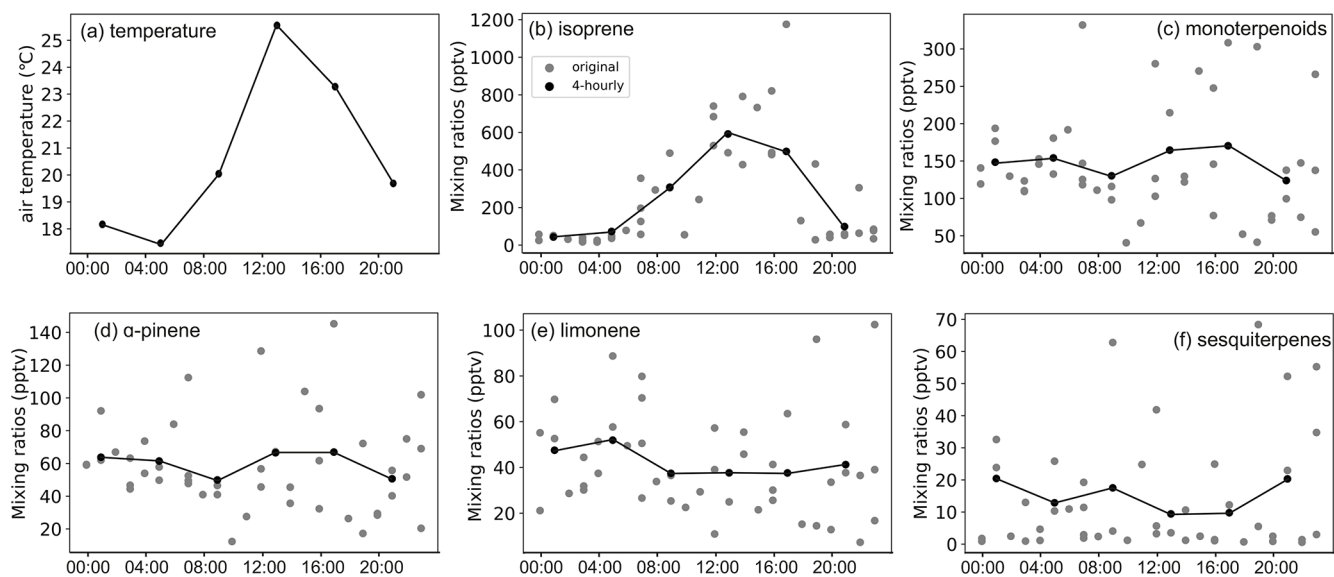 (a) temperature
air temperature (℃)
25
24
23
22
21
20
19
18
00:00 04:00 08:00 12:00 16:00 20:00
(b) isoprene
original
4-hourly
Mixing ratios (pptv)
1200
1000
800
600
400
200
0
00:00 04:00 08:00 12:00 16:00 20:00
(c) monoterpenoids
Mixing ratios (pptv)
300
250
200
150
100
50
00:00 04:00 08:00 12:00 16:00 20:00
(d) α-pinene
Mixing ratios (pptv)
140
120
100
80
60
40
20
00:00 04:00 08:00 12:00 16:00 20:00
(e) limonene
Mixing ratios (pptv)
100
80
60
40
20
00:00 04:00 08:00 12:00 16:00 20:00
(f) sesquiterpenes
Mixing ratios (pptv)
70
60
50
40
30
20
10
0
00:00 04:00 08:00 12:00 16:00 20:00